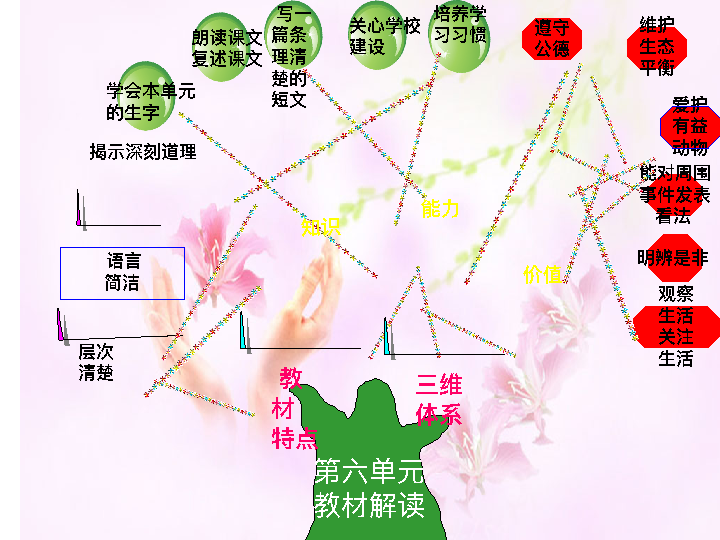 朗读课文
复述课文
写一
篇条
理清
楚的
短文
关心学校
建设
培养学
习习惯
遵守
公德
维护
生态
平衡
学会本单元
的生字
爱护
有益
动物
揭示深刻道理
能对周围
事件发表
看法
能力
知识
语言
简洁
价值
明辨是非
观察
生活
关注
生活
层次
清楚
教
材
特点
三维
体系
第六单元
教材解读